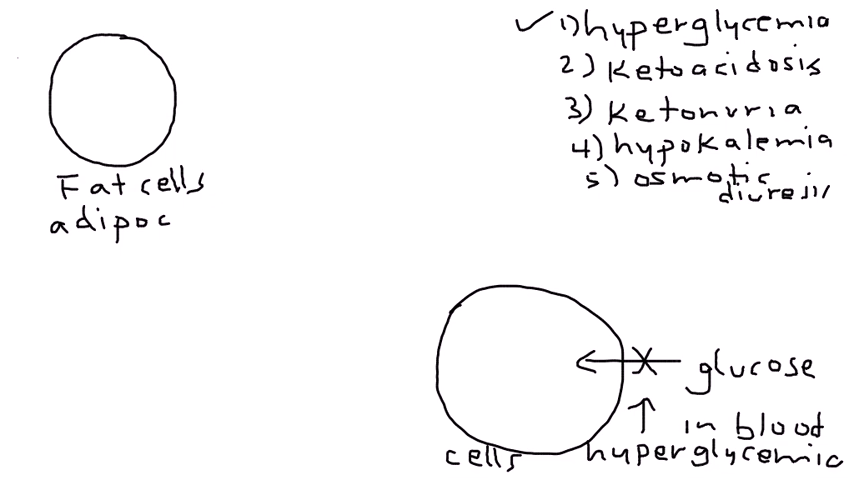 ✓ 1) hyperglycemia
2) Ketoacidosis
3) Ketonuria
4) hypokalemia
5) osmotic
diuresis
Fat cells
adipoc
glucose
↑ in blood
cells
hyperglycemic